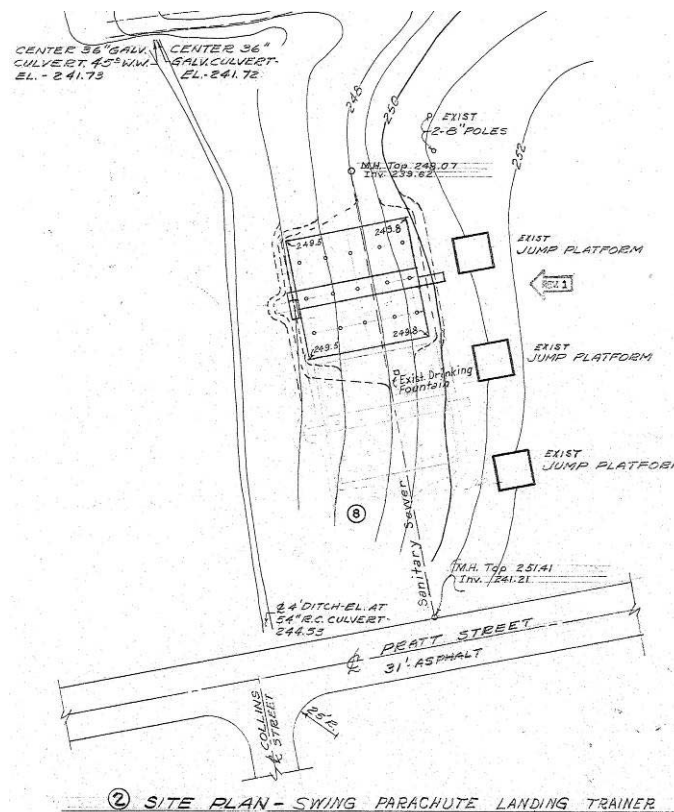 CENTER 36" GALV.
CULVERT. 45° W.W.
EL. - 241.73
CENTER 36"
GALV. CULVERT-
EL.- 241.72
248
250
252
EXIST
2-8" POLES
M.H. Top 248.07
Inv. 239.62
249.5
249.8
EXIST
JUMP PLATFORM
REV. 1
249.5
249.8
EXIST
JUMP PLATFORM
Exist Drinking
Fountain
EXIST
JUMP PLATFORM
8
Sanitary Sewer
M.H. Top 251.41
Inv. 241.21
℄ 4' DITCH-EL. AT
54" R.C. CULVERT-
244.53
℄ PRATT STREET
31'- ASPHALT
℄ COLLINS
STREET
2 SITE PLAN - SWING PARACHUTE LANDING TRAINER